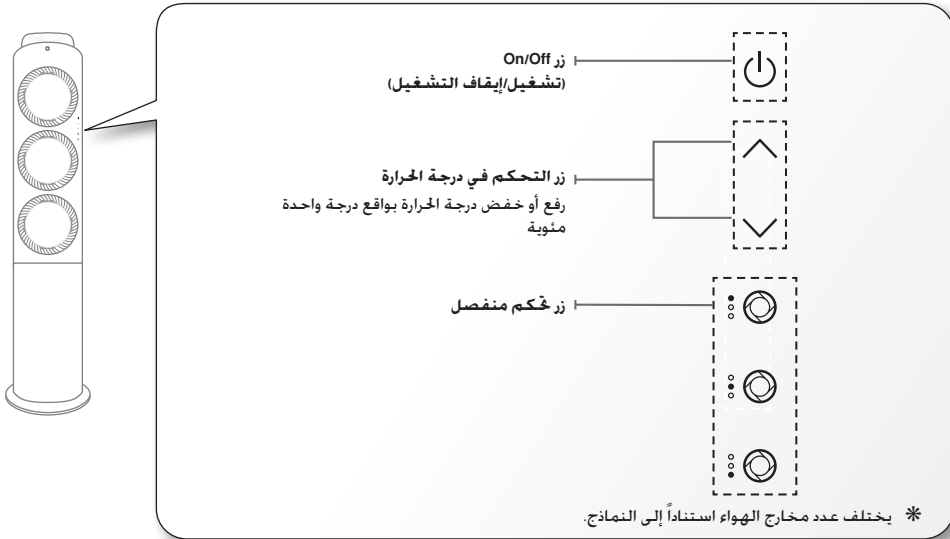 زر On/Off
(تشغيل/إيقاف التشغيل)
زر التحكم في درجة الحرارة
رفع أو خفض درجة الحرارة بواقع درجة واحدة
مئوية
زر تحكم منفصل
❋ يختلف عدد مخارج الهواء استناداً إلى النماذج.